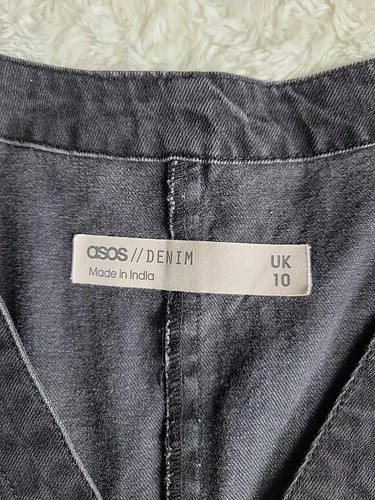 asos //DENIM
Made in India
UK
10